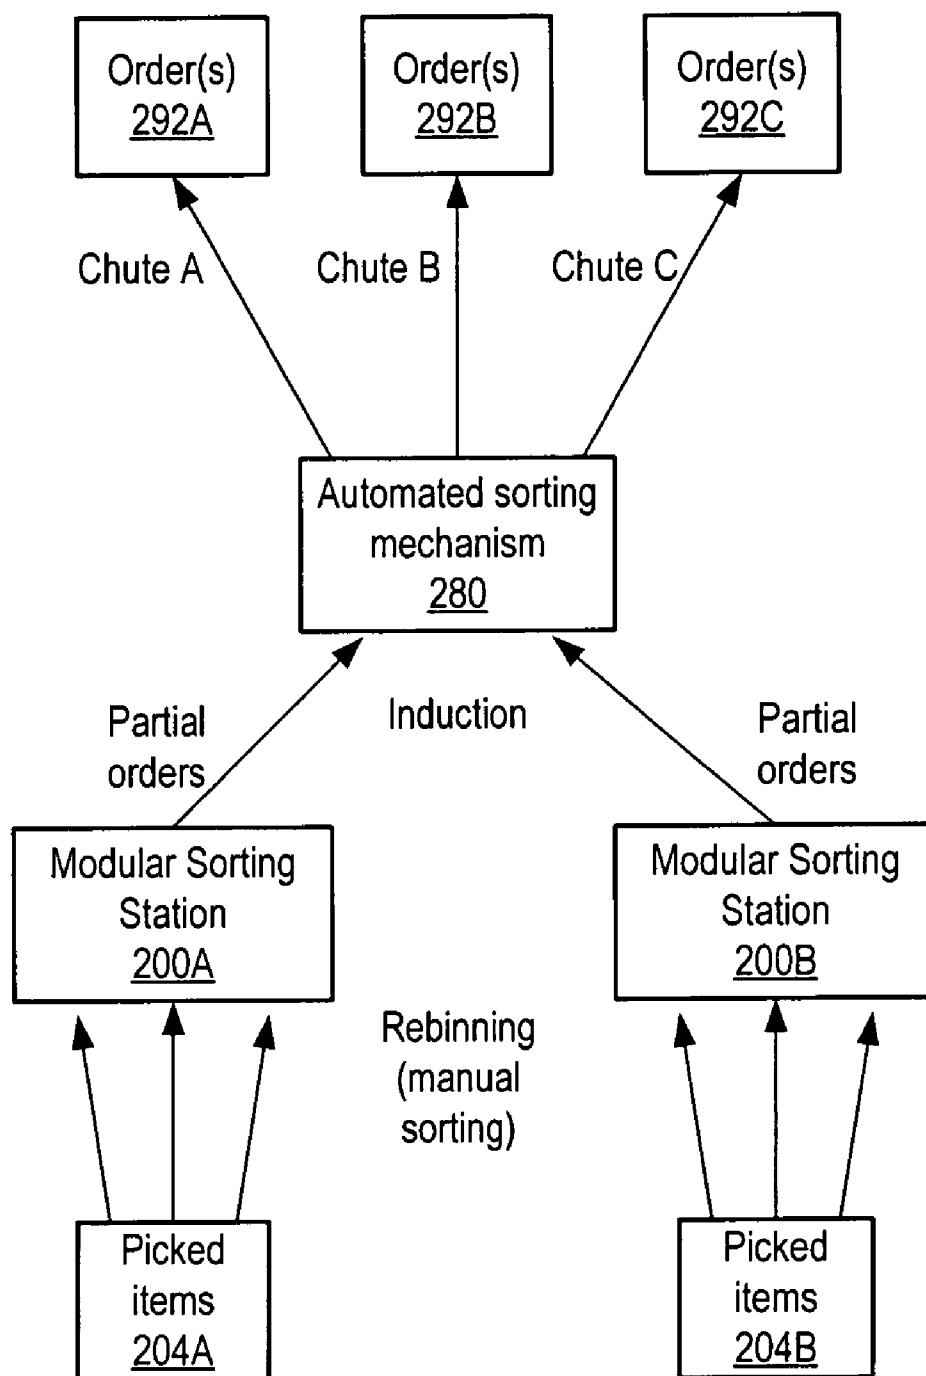 Order(s)
292A
Order(s)
292B
Order(s)
292C
Chute A
Chute B
Chute C
Automated sorting
mechanism
280
Partial
orders
Induction
Partial
orders
Modular Sorting
Station
200A
Modular Sorting
Station
200B
Rebinning
(manual
sorting)
Picked
items
204A
Picked
items
204B